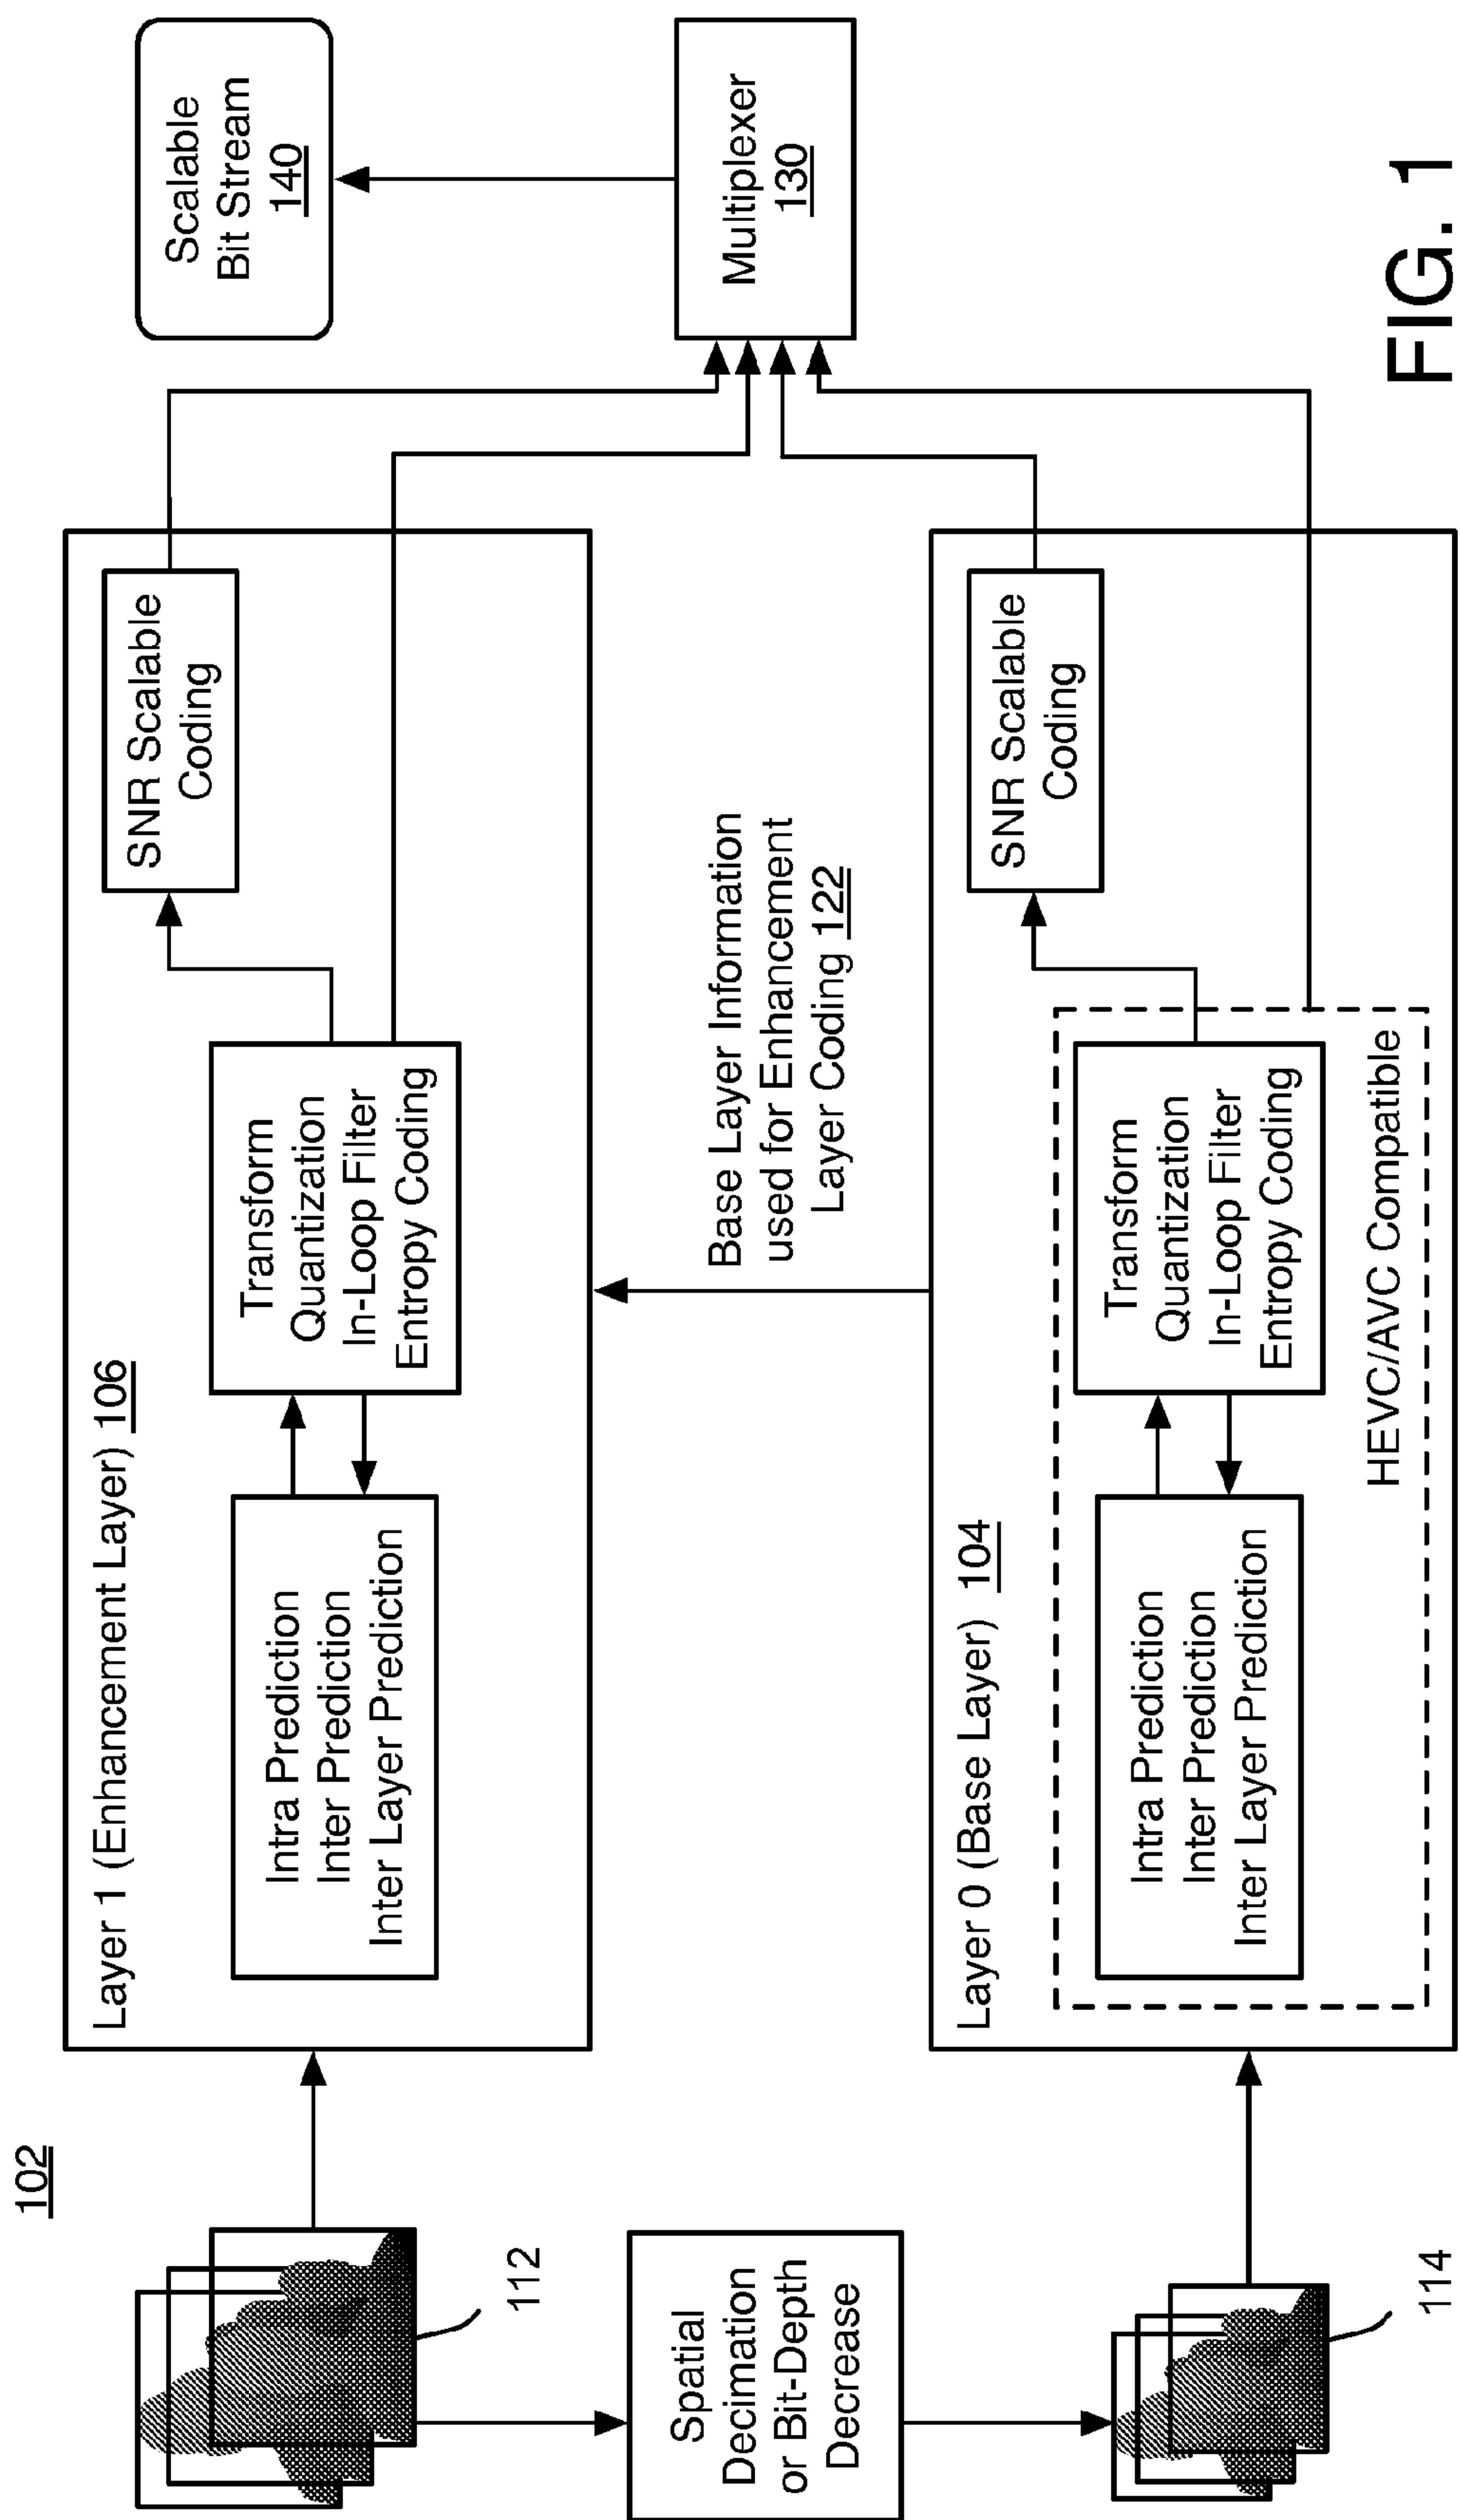 102
112
Spatial
Decimation
or Bit-Depth
Decrease
114
Layer 1 (Enhancement Layer) 106
Intra Prediction
Inter Prediction
Inter Layer Prediction
Transform
Quantization
In-Loop Filter
Entropy Coding
SNR Scalable
Coding
Base Layer Information
used for Enhancement
Layer Coding 122
Layer 0 (Base Layer) 104
Intra Prediction
Inter Prediction
Inter Layer Prediction
Transform
Quantization
In-Loop Filter
Entropy Coding
HEVC/AVC Compatible
SNR Scalable
Coding
Scalable
Bit Stream
140
Multiplexer
130
FIG. 1